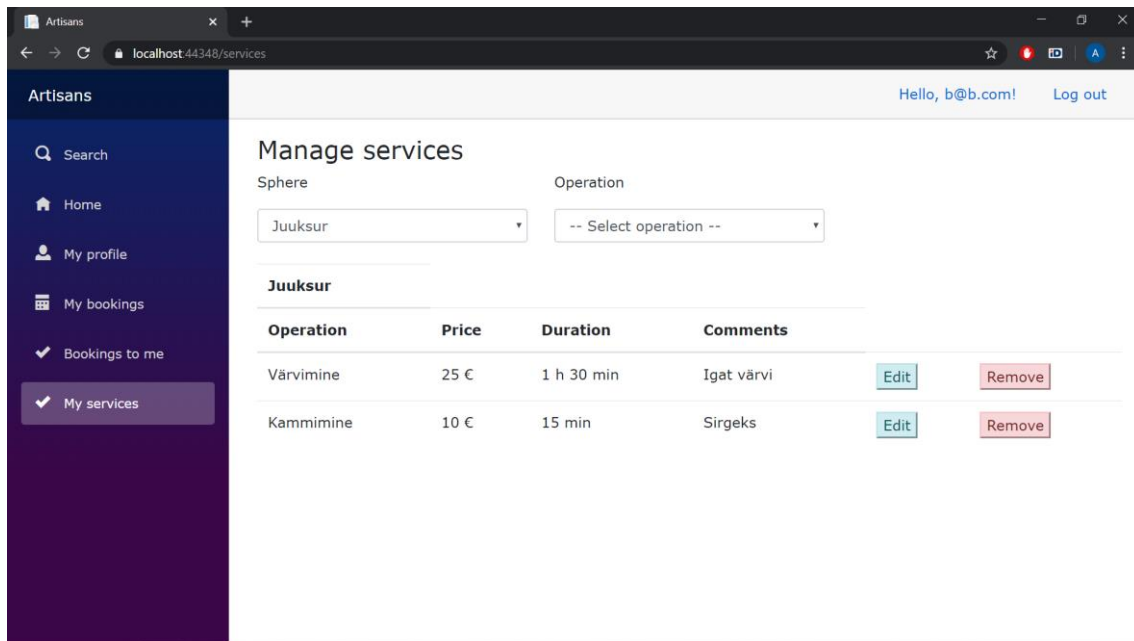 Artisans
localhost:44348/services
A
Artisans
Hello, b@b.com! Log out
Search
Home
My profile
My bookings
Bookings to me
My services
Manage services
Sphere Operation
Juuksur -- Select operation --
Juuksur
Operation Price Duration Comments
Värvimine 25 € 1 h 30 min Igat värvi Edit Remove
Kammimine 10 € 15 min Sirgeks Edit Remove